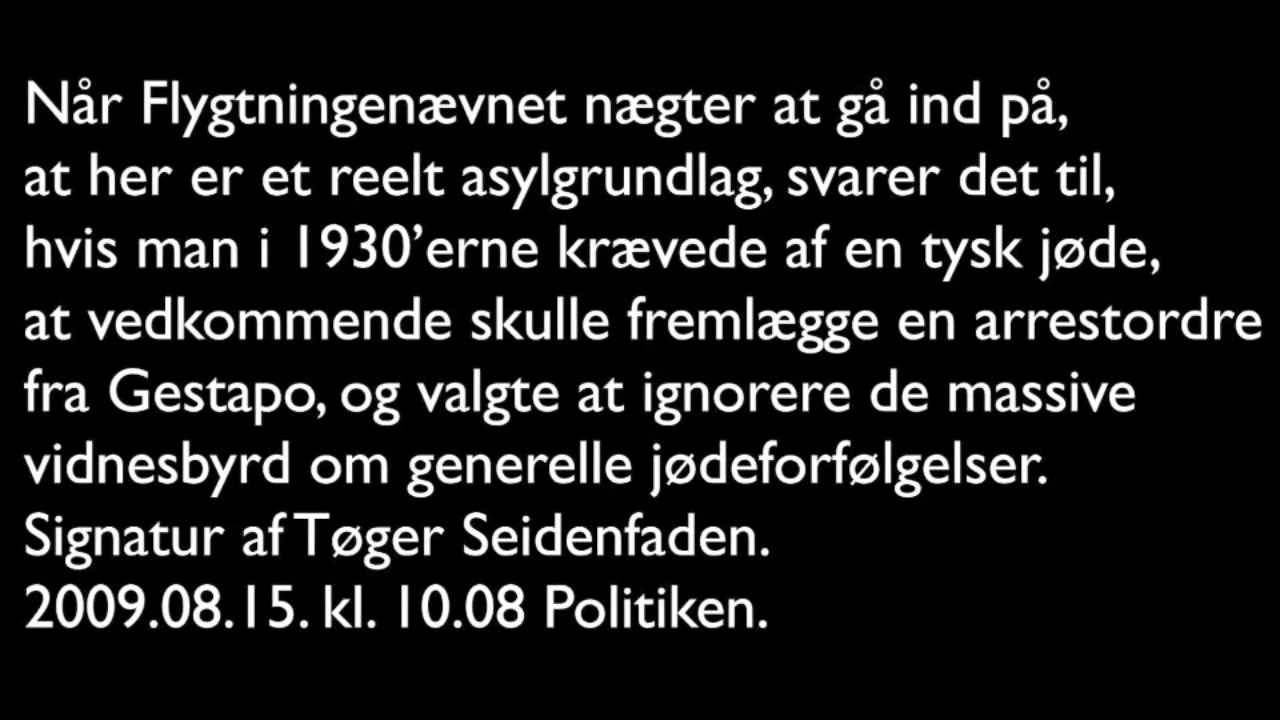 Når Flygtningenævnet nægter at gå ind på,
at her er et reelt asylgrundlag, svarer det til,
hvis man i 1930’erne krævede af en tysk jøde,
at vedkommende skulle fremlægge en arrestordre
fra Gestapo, og valgte at ignorere de massive
vidnesbyrd om generelle jødeforfølgelser.
Signatur af Tøger Seidenfaden.
2009.08.15. kl. 10.08 Politiken.